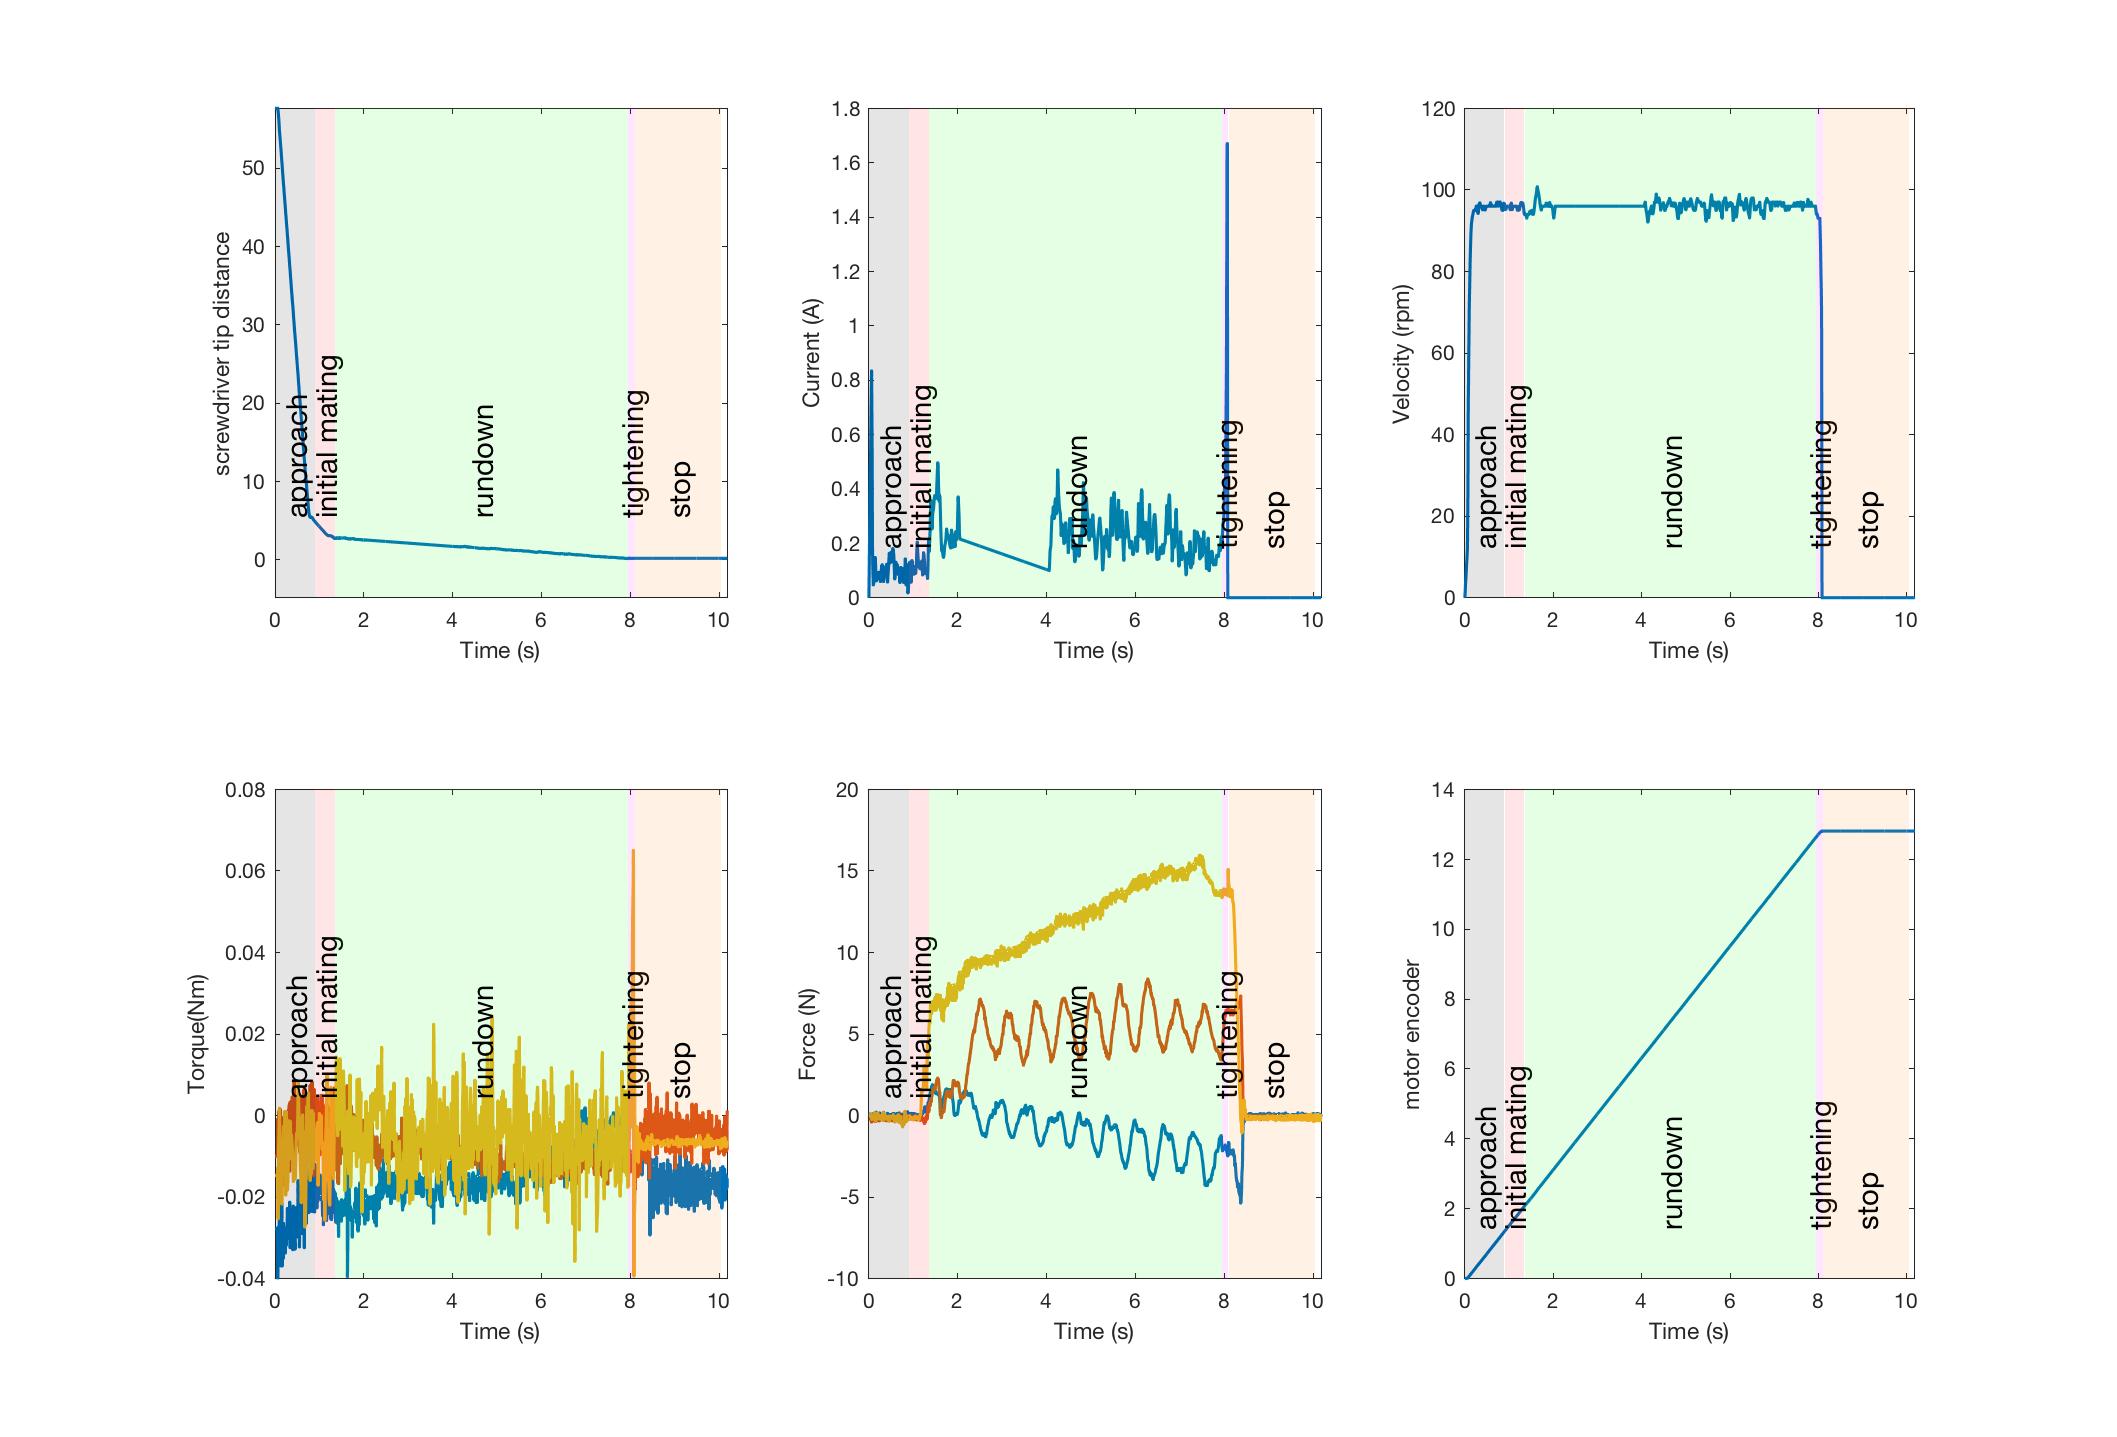 screwdriver tip distance
50
40
30
20
10
0
approach
initial mating
rundown
tightening
stop
0 2 4 6 8 10
Time (s)
Current (A)
1.8
1.6
1.4
1.2
1
0.8
0.6
0.4
0.2
0
approach
initial mating
rundown
tightening
stop
0 2 4 6 8 10
Time (s)
Velocity (rpm)
120
100
80
60
40
20
0
approach
initial mating
rundown
tightening
stop
0 2 4 6 8 10
Time (s)
Torque(Nm)
0.08
0.06
0.04
0.02
0
-0.02
-0.04
approach
initial mating
rundown
tightening
stop
0 2 4 6 8 10
Time (s)
Force (N)
20
15
10
5
0
-5
-10
approach
initial mating
rundown
tightening
stop
0 2 4 6 8 10
Time (s)
motor encoder
14
12
10
8
6
4
2
0
approach
initial mating
rundown
tightening
stop
0 2 4 6 8 10
Time (s)